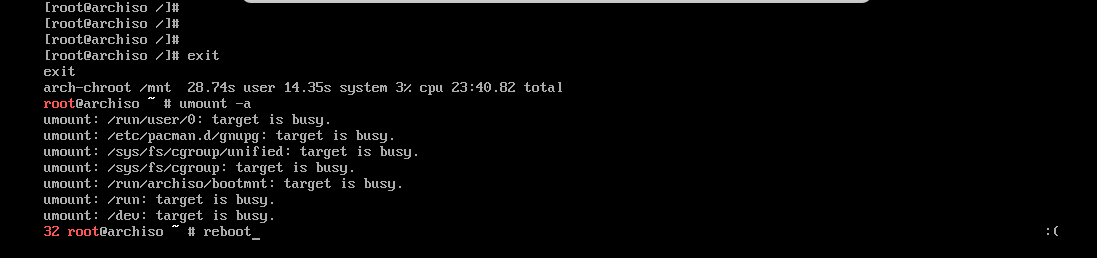 [root@archiso /]#
[root@archiso /]#
[root@archiso /]#
[root@archiso /]# exit
exit
arch-chroot /mnt  28.74s user 14.35s system 3% cpu 23:40.82 total
root@archiso ~ # umount -a
umount: /run/user/0: target is busy.
umount: /etc/pacman.d/gnupg: target is busy.
umount: /sys/fs/cgroup/unified: target is busy.
umount: /sys/fs/cgroup: target is busy.
umount: /run/archiso/bootmnt: target is busy.
umount: /run: target is busy.
umount: /dev: target is busy.
32 root@archiso ~ # reboot_ :(